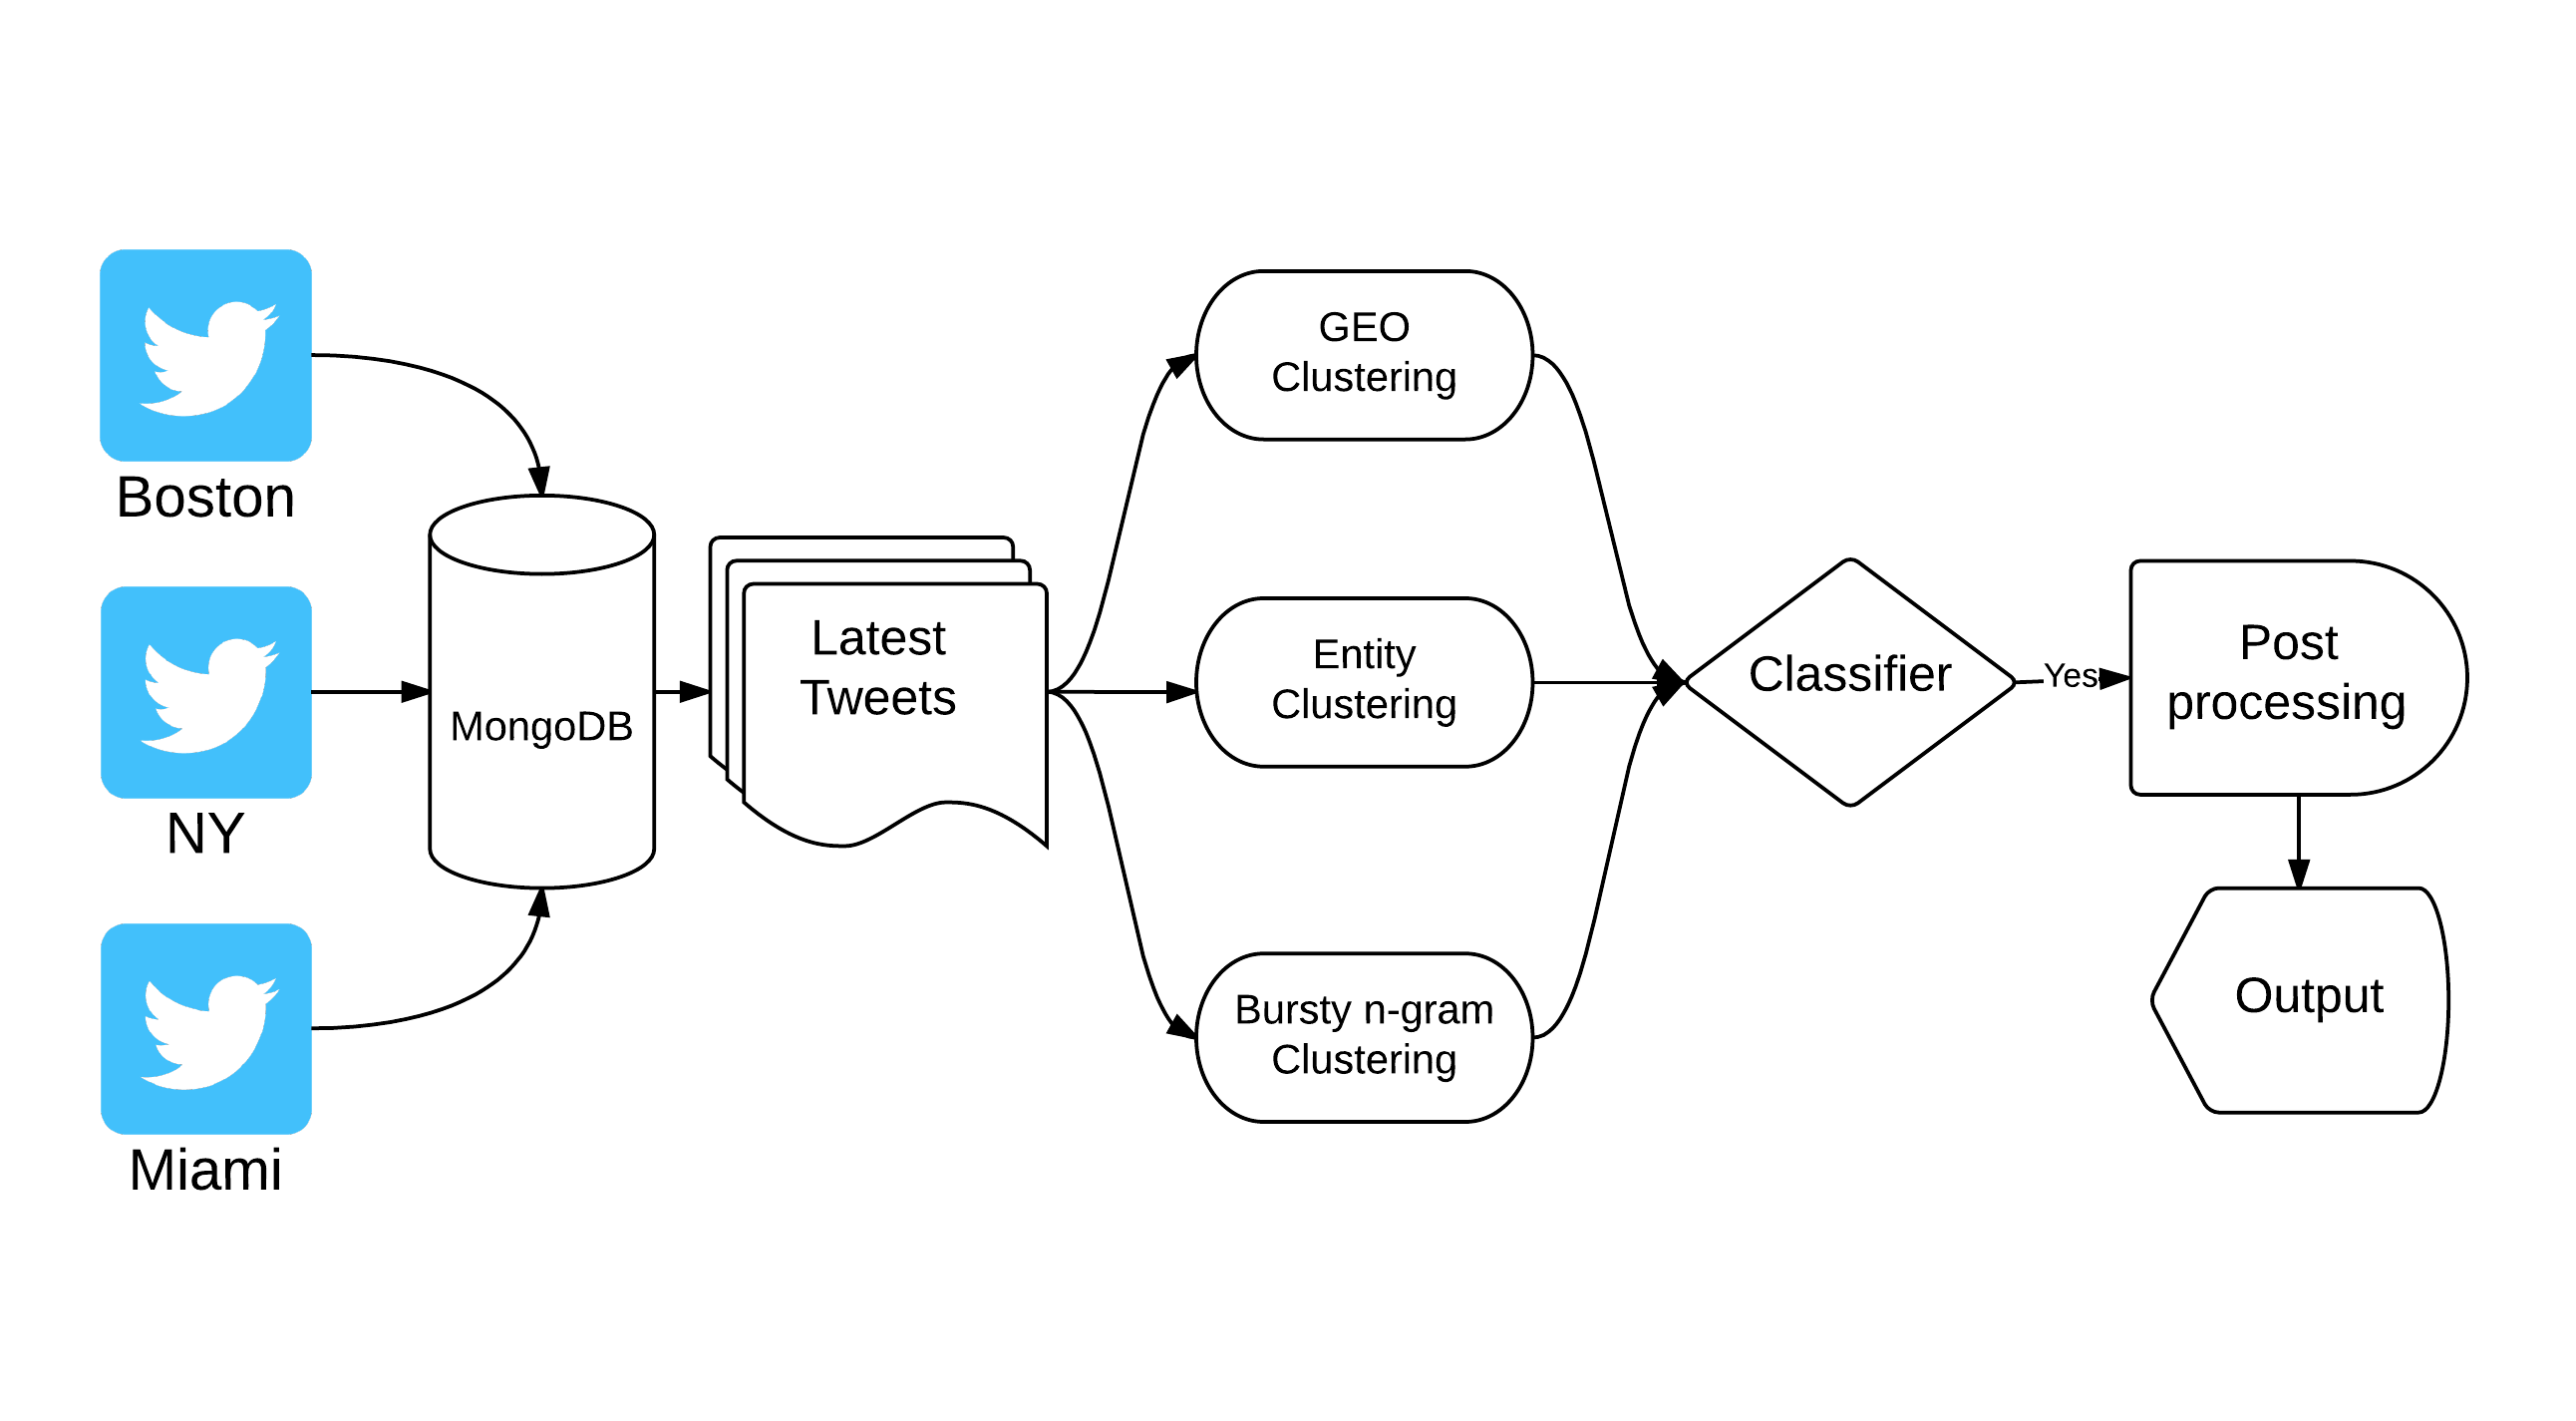 Boston
NY
Miami
MongoDB
Latest
Tweets
GEO
Clustering
Entity
Clustering
Bursty n-gram
Clustering
Classifier
Yes
Post
processing
Output